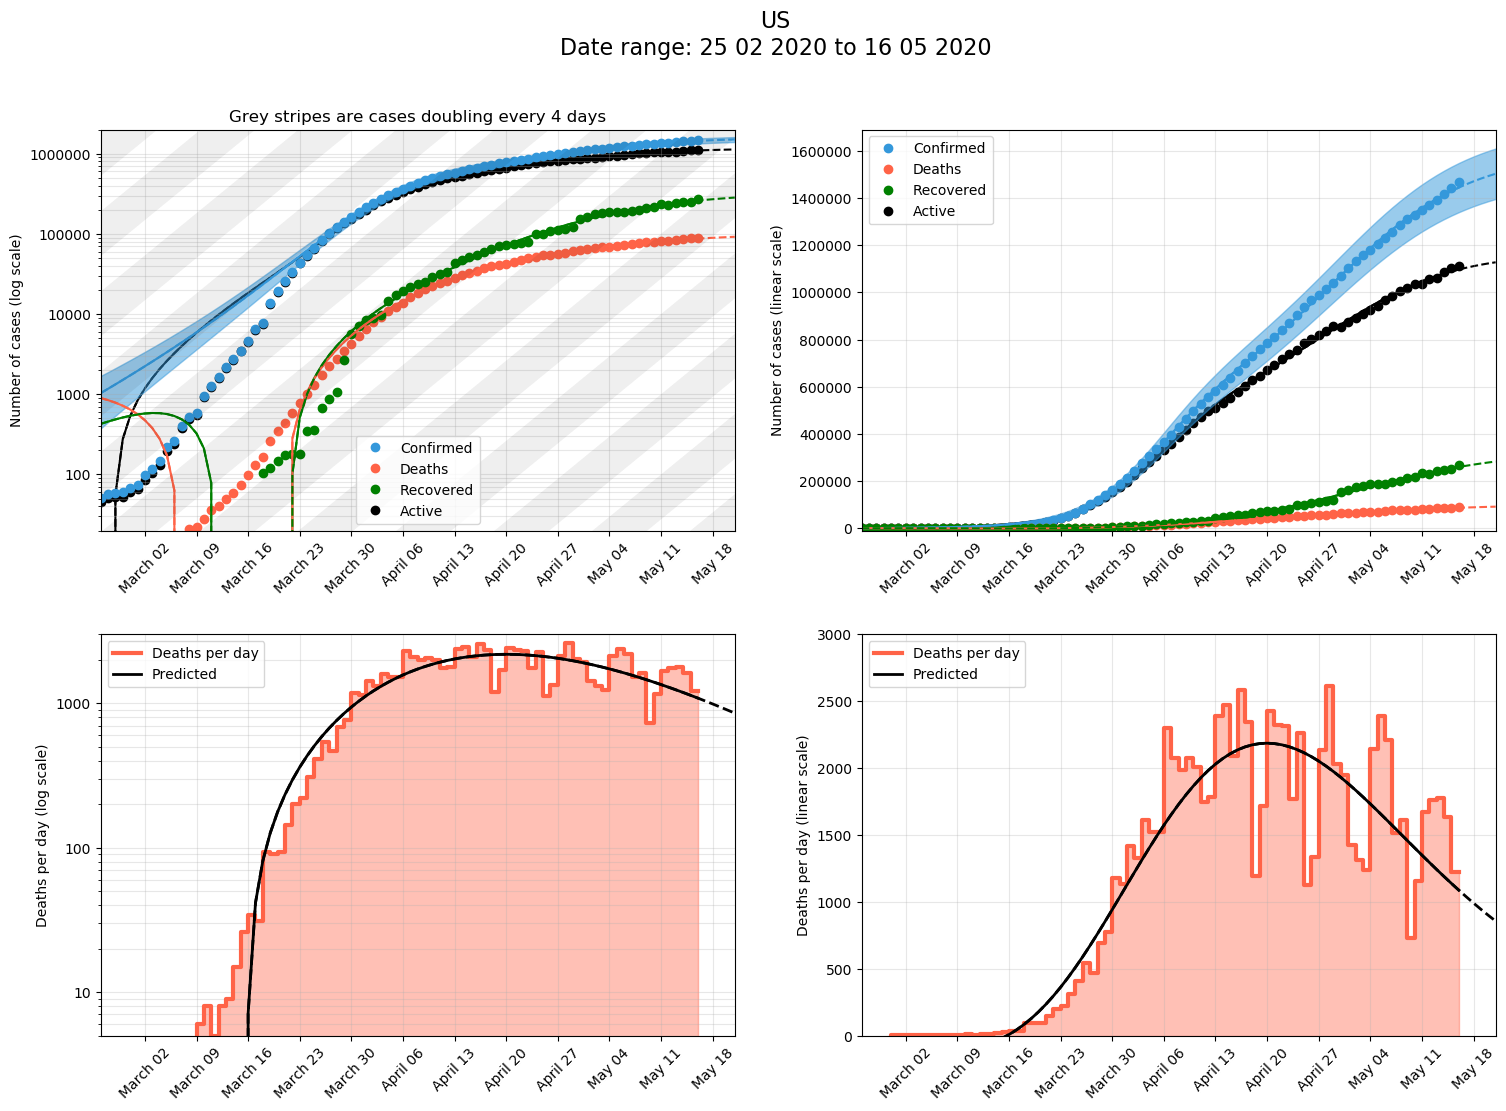 US
Date range: 25 02 2020 to 16 05 2020
Grey stripes are cases doubling every 4 days
Number of cases (log scale)
1000000
100000
10000
1000
100
Confirmed
Deaths
Recovered
Active
March 02
March 09
March 16
March 23
March 30
April 06
April 13
April 20
April 27
May 04
May 11
May 18
Number of cases (linear scale)
1600000
1400000
1200000
1000000
800000
600000
400000
200000
0
Confirmed
Deaths
Recovered
Active
March 02
March 09
March 16
March 23
March 30
April 06
April 13
April 20
April 27
May 04
May 11
May 18
Deaths per day (log scale)
1000
100
10
Deaths per day
Predicted
March 02
March 09
March 16
March 23
March 30
April 06
April 13
April 20
April 27
May 04
May 11
May 18
Deaths per day (linear scale)
3000
2500
2000
1500
1000
500
0
Deaths per day
Predicted
March 02
March 09
March 16
March 23
March 30
April 06
April 13
April 20
April 27
May 04
May 11
May 18